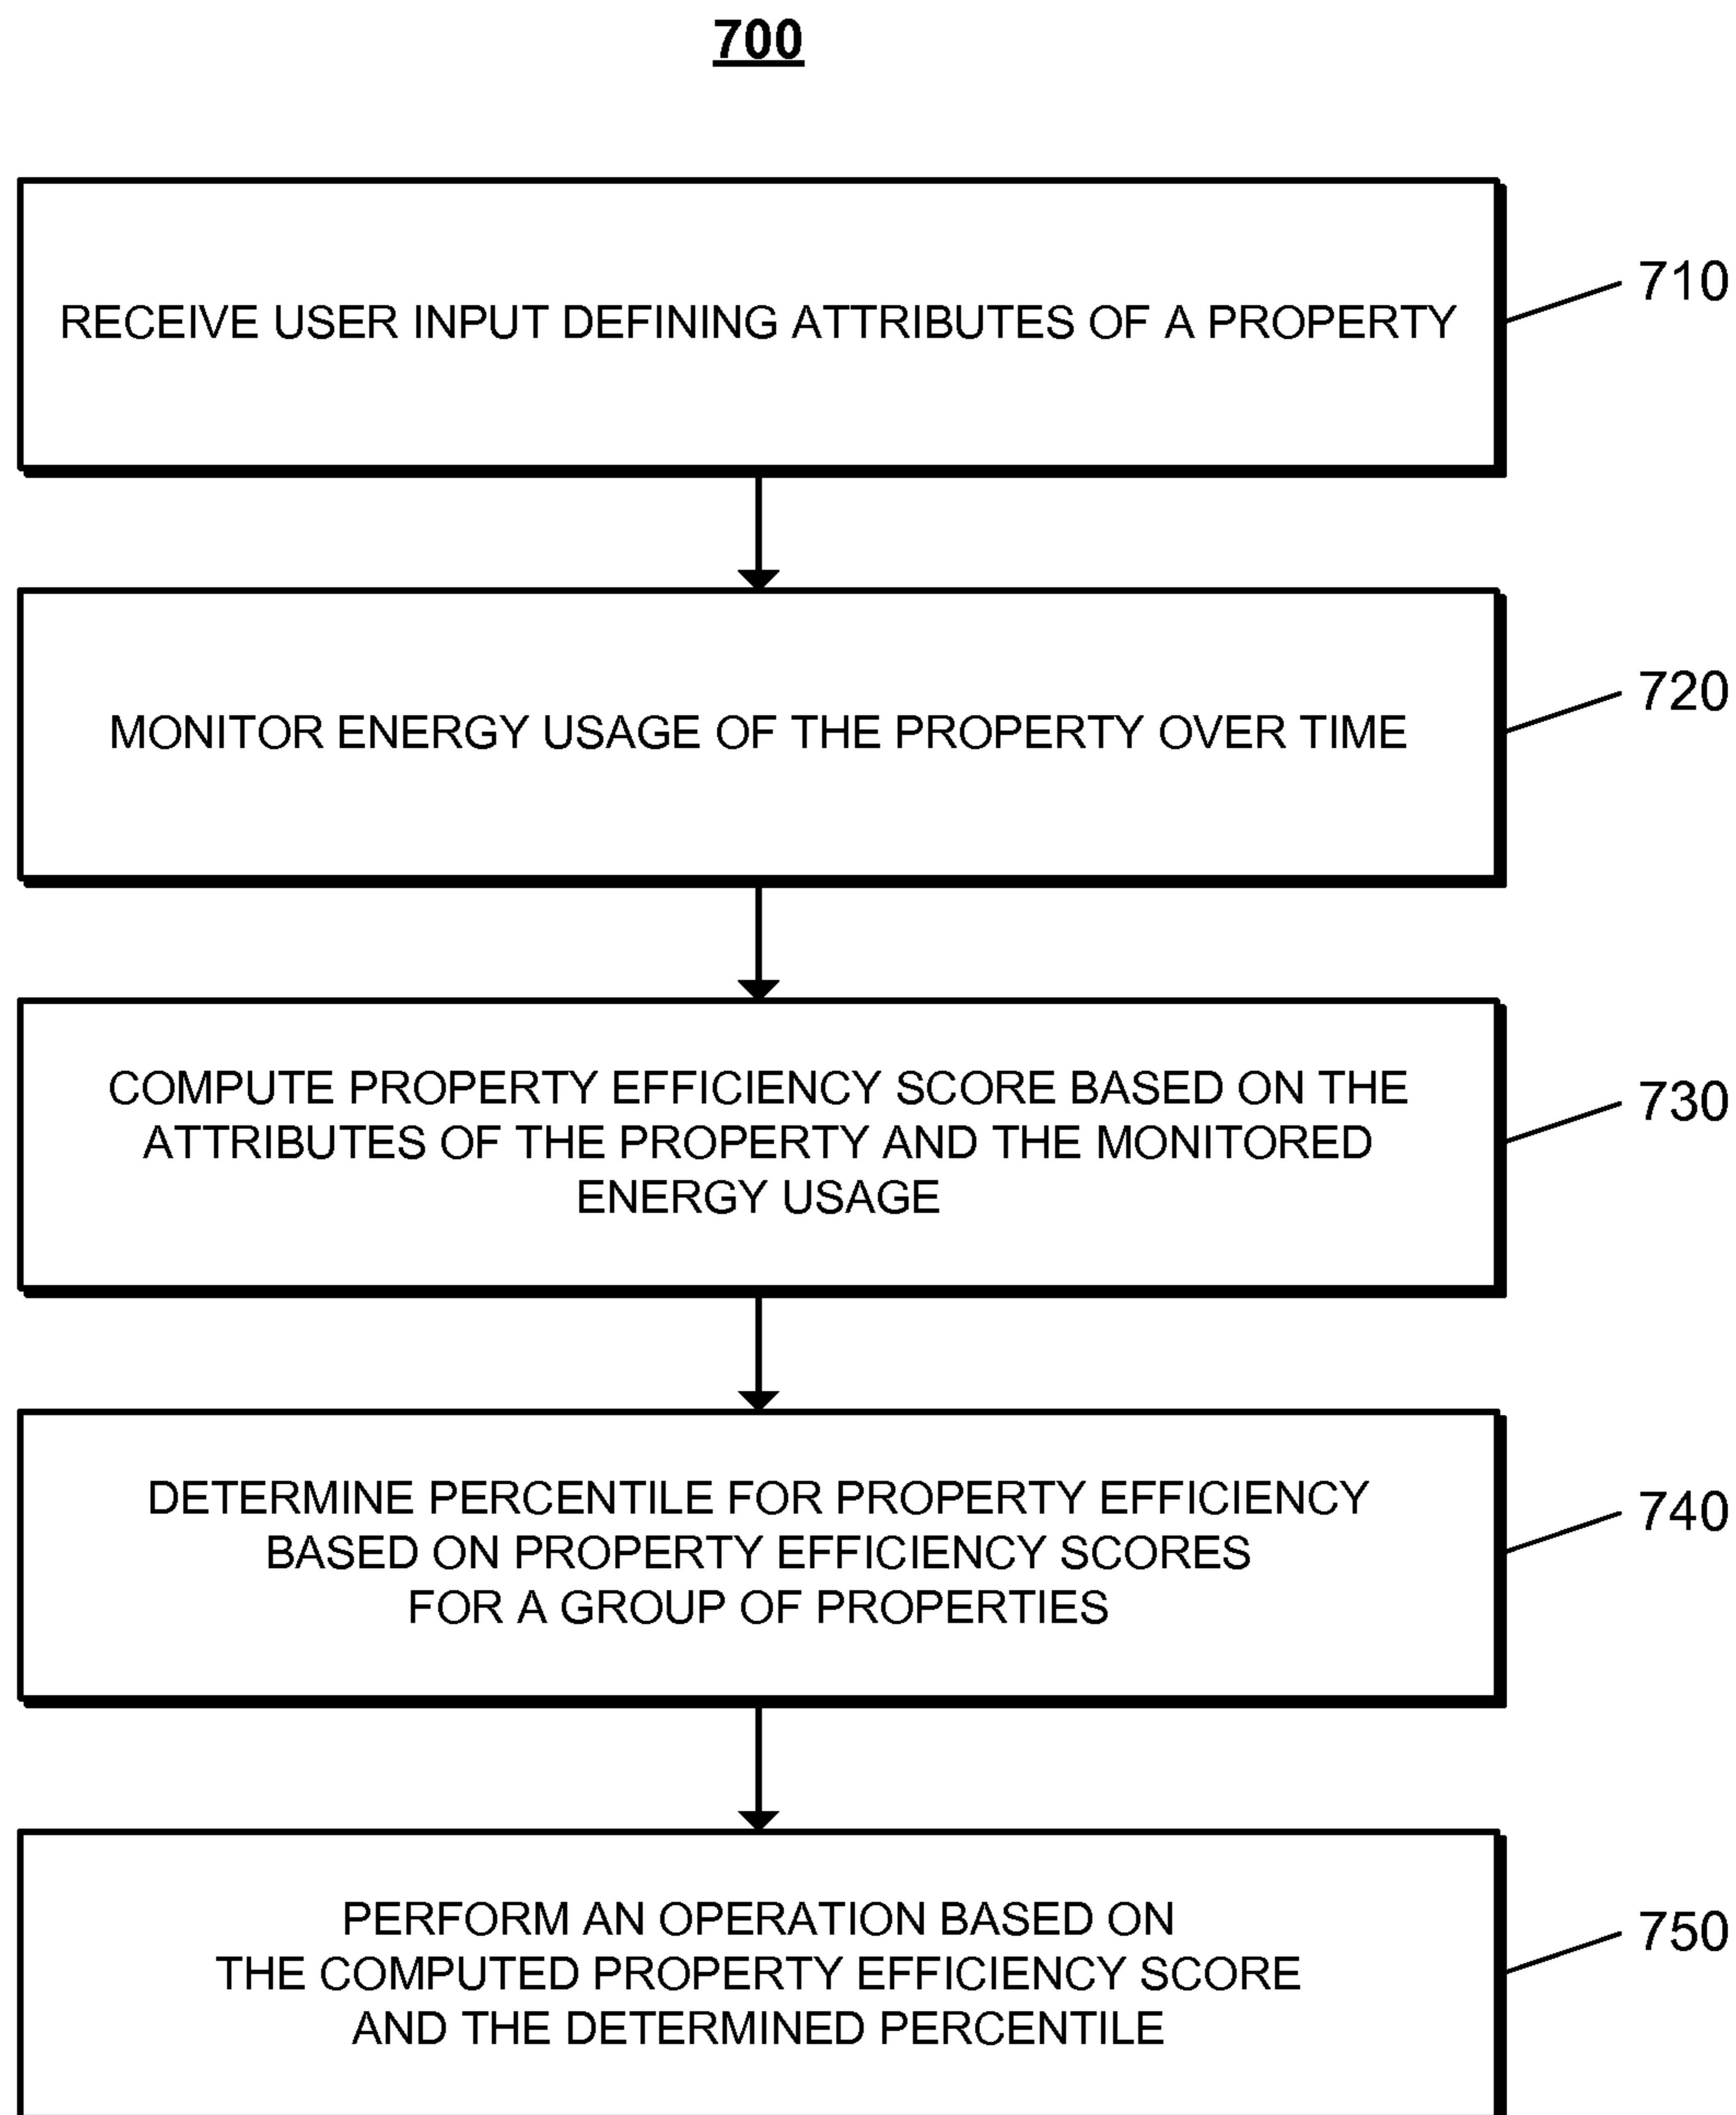 700
RECEIVE USER INPUT DEFINING ATTRIBUTES OF A PROPERTY
710
MONITOR ENERGY USAGE OF THE PROPERTY OVER TIME
720
COMPUTE PROPERTY EFFICIENCY SCORE BASED ON THE
ATTRIBUTES OF THE PROPERTY AND THE MONITORED
ENERGY USAGE
730
DETERMINE PERCENTILE FOR PROPERTY EFFICIENCY
BASED ON PROPERTY EFFICIENCY SCORES
FOR A GROUP OF PROPERTIES
740
PERFORM AN OPERATION BASED ON
THE COMPUTED PROPERTY EFFICIENCY SCORE
AND THE DETERMINED PERCENTILE
750